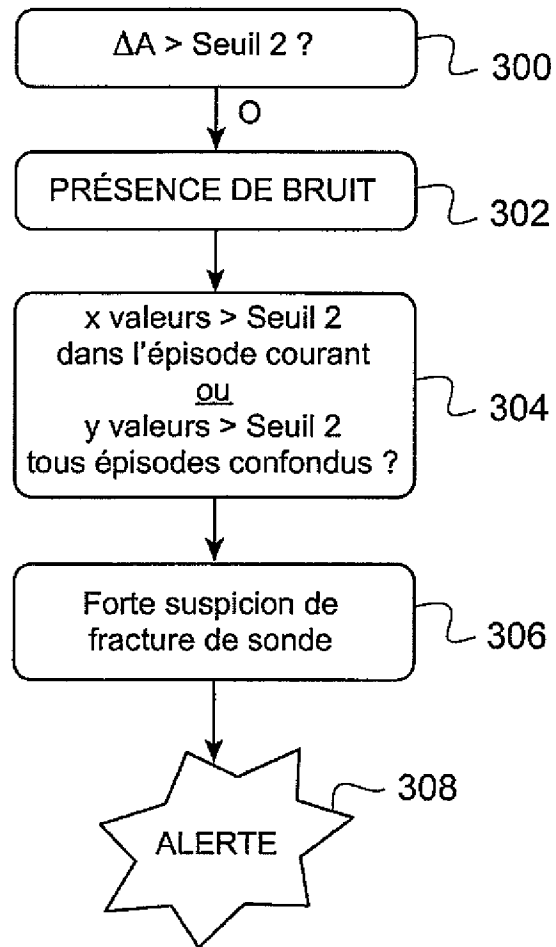 ΔA > Seuil 2 ?
300
O
PRÉSENCE DE BRUIT
302
x valeurs > Seuil 2
dans l'épisode courant
ou
y valeurs > Seuil 2
tous épisodes confondus ?
304
Forte suspicion de
fracture de sonde
306
308
ALERTE